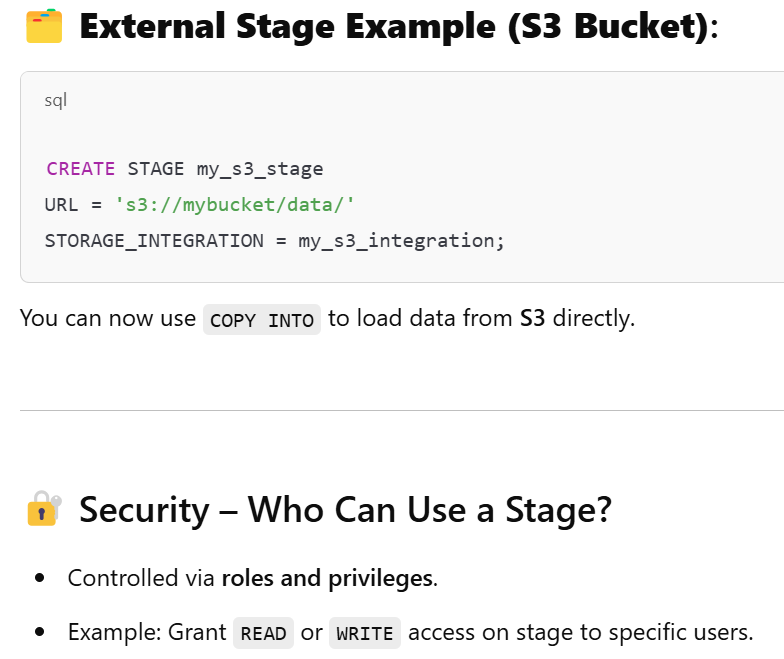 External Stage Example (S3 Bucket):
sql
CREATE STAGE my_s3_stage
URL = 's3://mybucket/data/'
STORAGE_INTEGRATION = my_s3_integration;
You can now use COPY INTO to load data from S3 directly.
Security – Who Can Use a Stage?
• Controlled via roles and privileges.
• Example: Grant READ or WRITE access on stage to specific users.